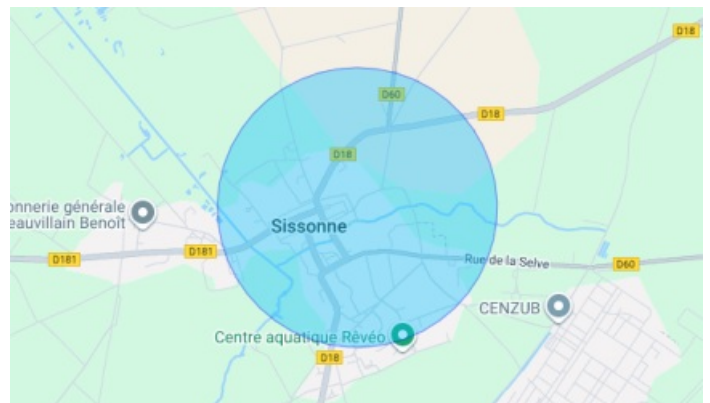 D18
D60
D18
D18
onnerie générale
eauvillain Benoît
Sissonne
D181
D181
Rue de la Selve
D60
CENZUB
Centre aquatique Rêvéo
D18